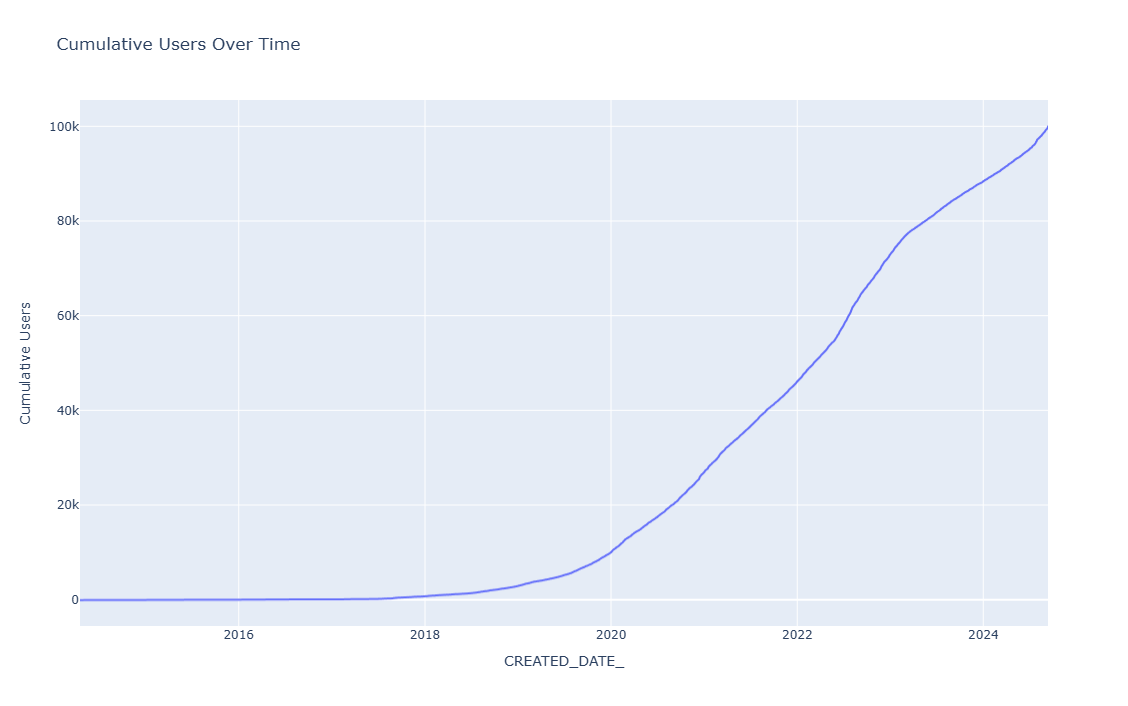 Cumulative Users Over Time
100k
80k
60k
40k
20k
0
Cumulative Users
2016
2018
2020
2022
2024
CREATED_DATE_